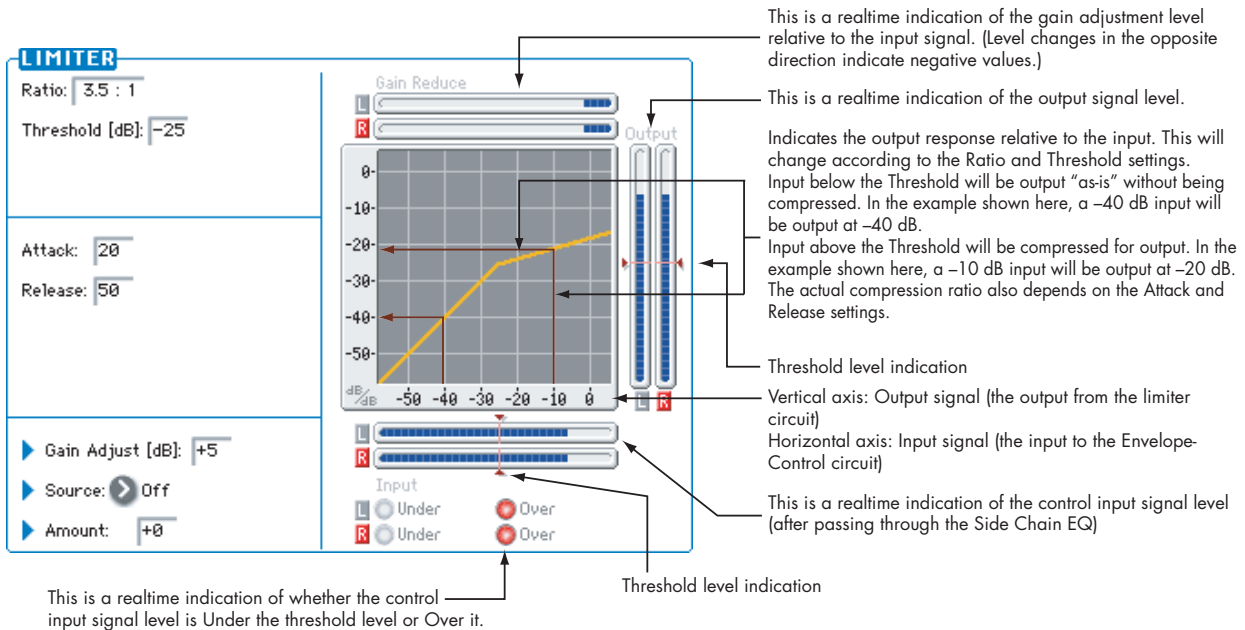 This is a realtime indication of the gain adjustment level
relative to the input signal. (Level changes in the opposite
direction indicate negative values.)
LIMITER
Ratio: 3.5 : 1
Threshold [dB]: -25
Gain Reduce
L
R
This is a realtime indication of the output signal level.
Output
Indicates the output response relative to the input. This will
change according to the Ratio and Threshold settings.
Input below the Threshold will be output “as-is” without being
compressed. In the example shown here, a –40 dB input will
be output at –40 dB.
Input above the Threshold will be compressed for output. In the
example shown here, a –10 dB input will be output at –20 dB.
The actual compression ratio also depends on the Attack and
Release settings.
0-
-10-
-20-
-30-
-40-
-50-
dB/dB
-50 -40 -30 -20 -10 0
L R
Attack: 20
Release: 50
Threshold level indication
Vertical axis: Output signal (the output from the limiter
circuit)
Horizontal axis: Input signal (the input to the Envelope-
Control circuit)
Gain Adjust [dB]: +5
Source: Off
Amount: +0
L
R
Input
L Under Over
R Under Over
This is a realtime indication of the control input signal level
(after passing through the Side Chain EQ)
Threshold level indication
This is a realtime indication of whether the control
input signal level is Under the threshold level or Over it.